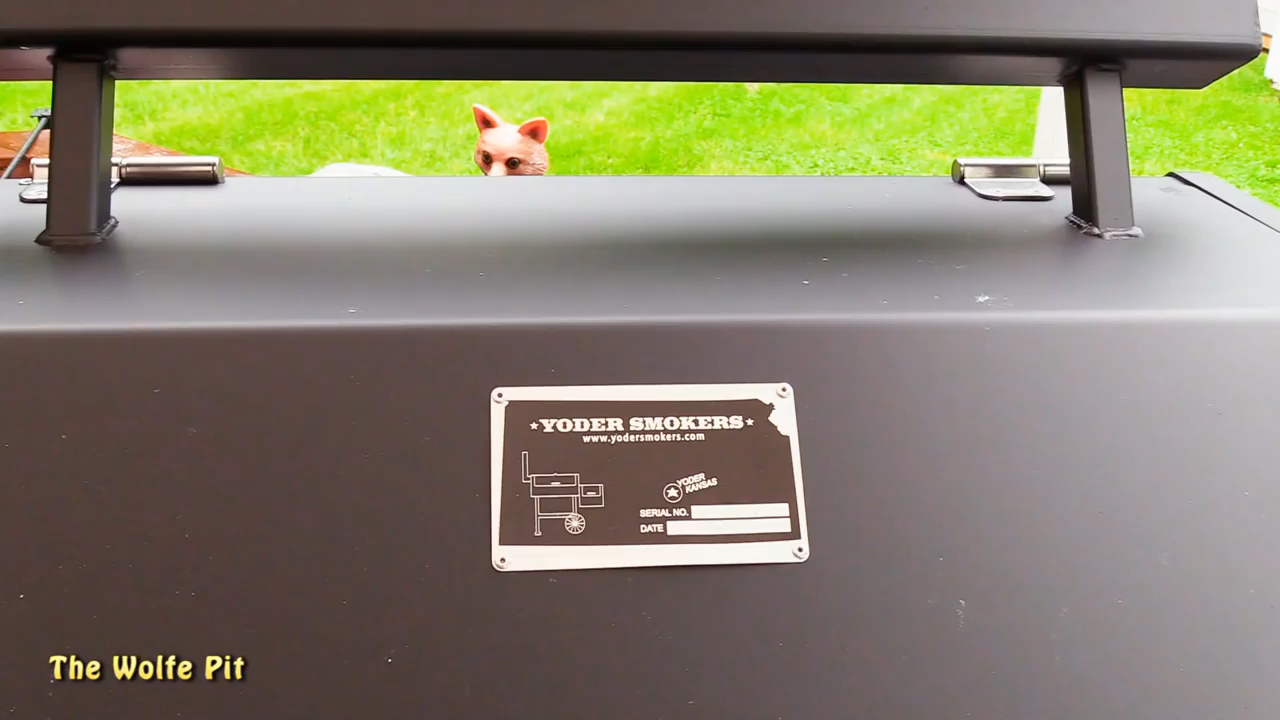 YODER SMOKERS
www.yodersmokers.com
YODER
KANSAS
SERIAL NO.
DATE
The Wolfe Pit